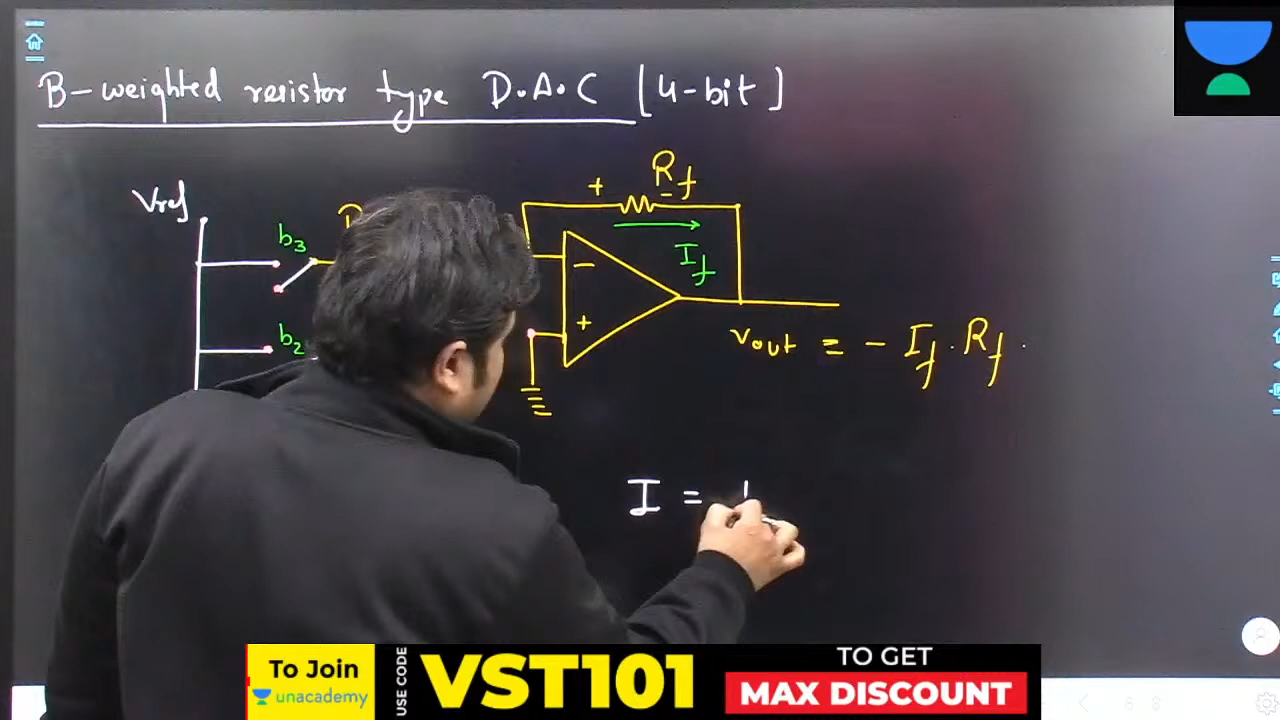 B-weighted resistor type D.A.C [4-bit]
Vref
Rf
+ -
b3
If
-
+
b2
Vout = - If . Rf .
I =
To Join
unacademy
USE CODE
VST101
TO GET
MAX DISCOUNT